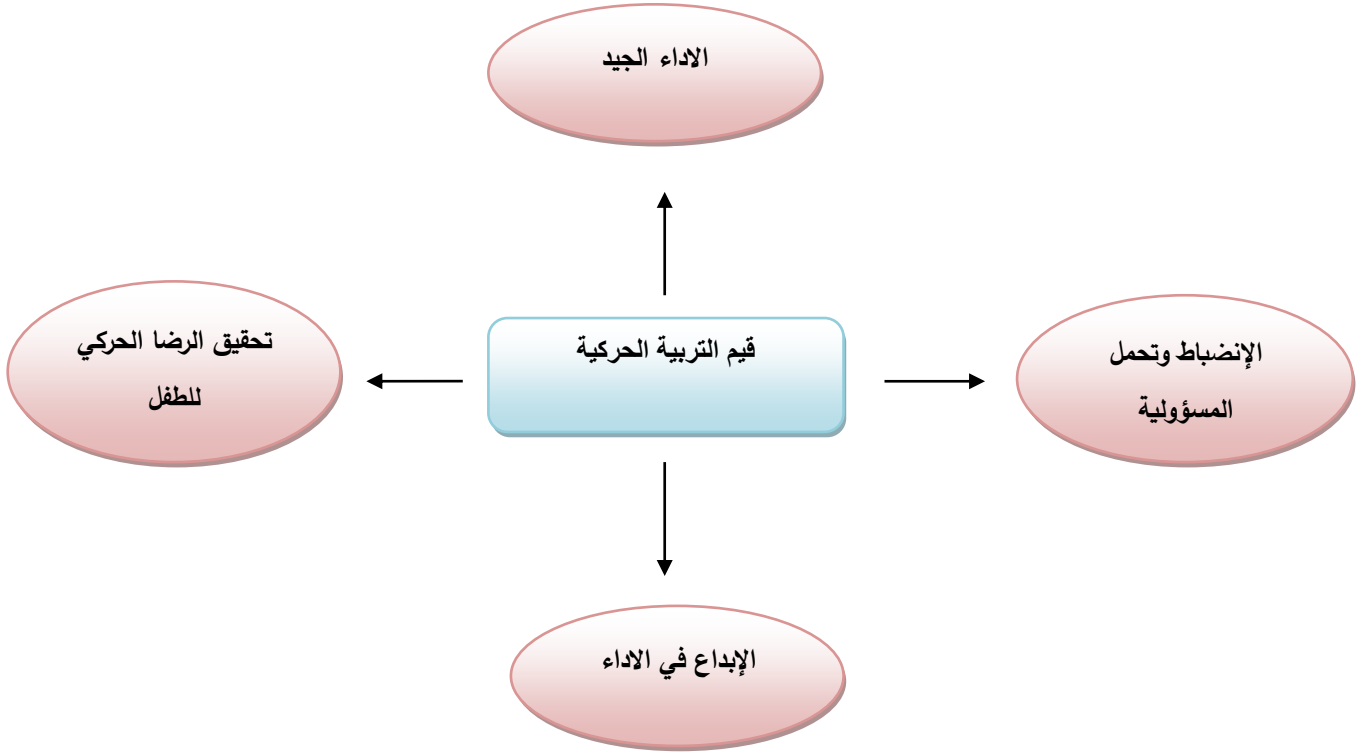 الاداء الجيد
قيم التربية الحركية
الإنضباط وتحمل
المسؤولية
تحقيق الرضا الحركي
للطفل
الإبداع في الاداء